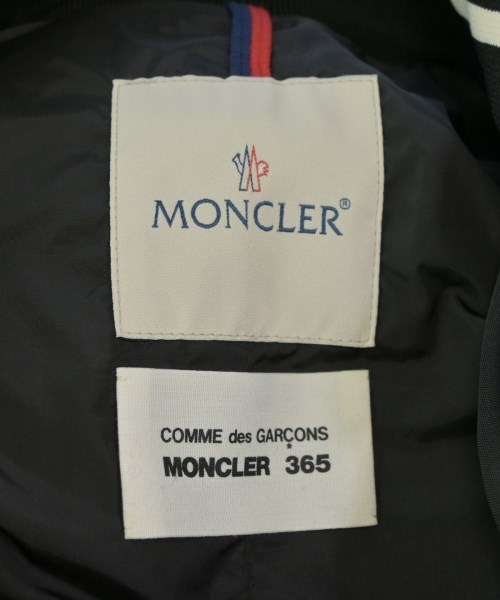 MONCLER®
COMME des GARÇONS
*
MONCLER 365